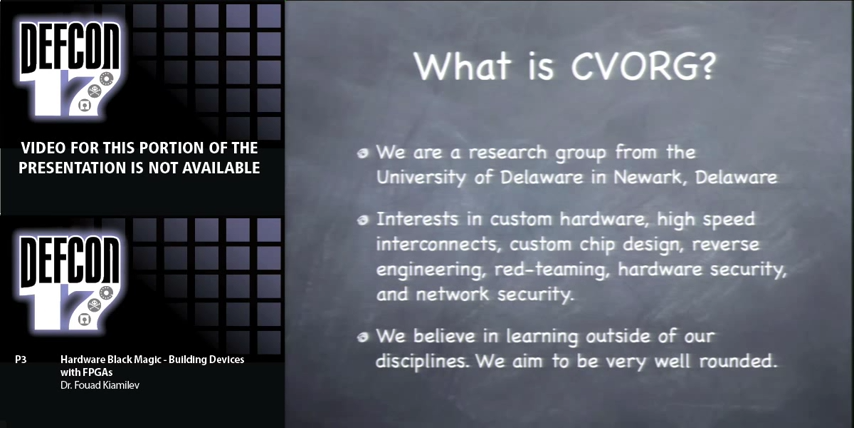 DEFCON
17
VIDEO FOR THIS PORTION OF THE
PRESENTATION IS NOT AVAILABLE
DEFCON
17
P3 Hardware Black Magic - Building Devices
with FPGAs
Dr. Fouad Kiamilev
What is CVORG?
We are a research group from the
University of Delaware in Newark, Delaware
Interests in custom hardware, high speed
interconnects, custom chip design, reverse
engineering, red-teaming, hardware security,
and network security.
We believe in learning outside of our
disciplines. We aim to be very well rounded.